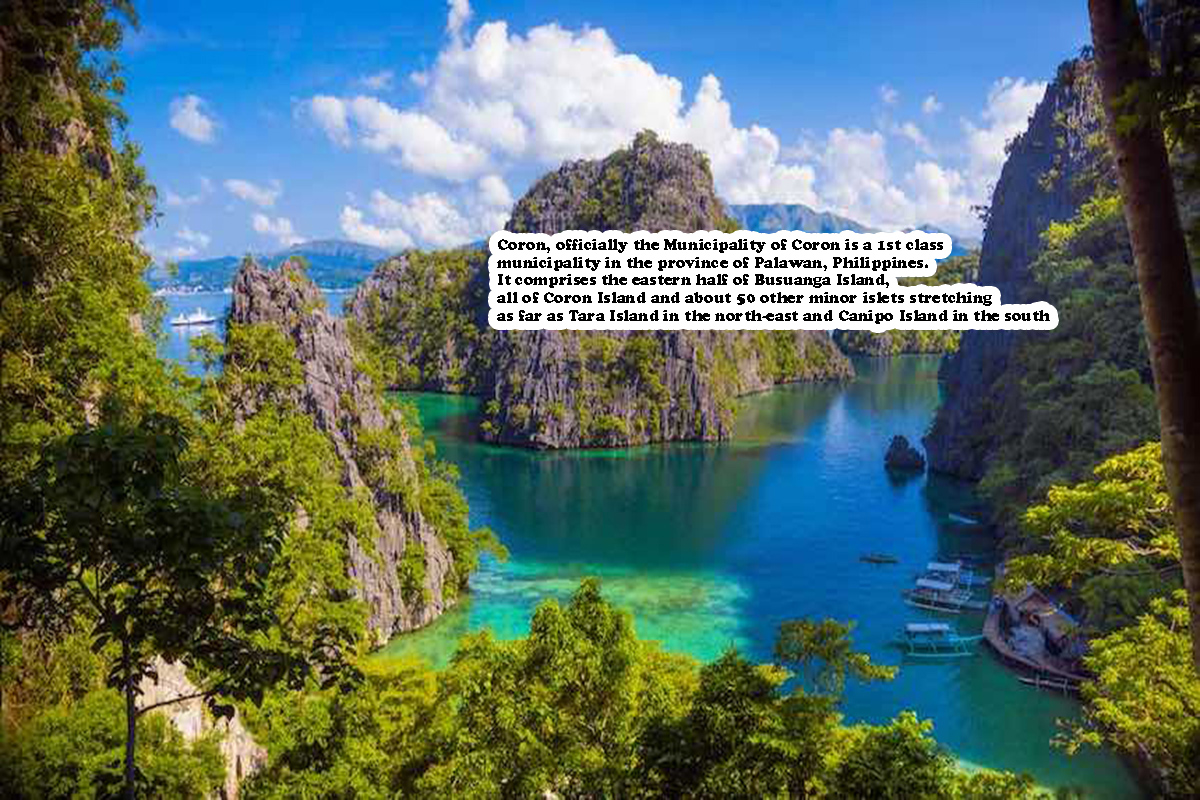 Coron, officially the Municipality of Coron is a 1st class
municipality in the province of Palawan, Philippines.
It comprises the eastern half of Busuanga Island,
all of Coron Island and about 50 other minor islets stretching
as far as Tara Island in the north-east and Canipo Island in the south